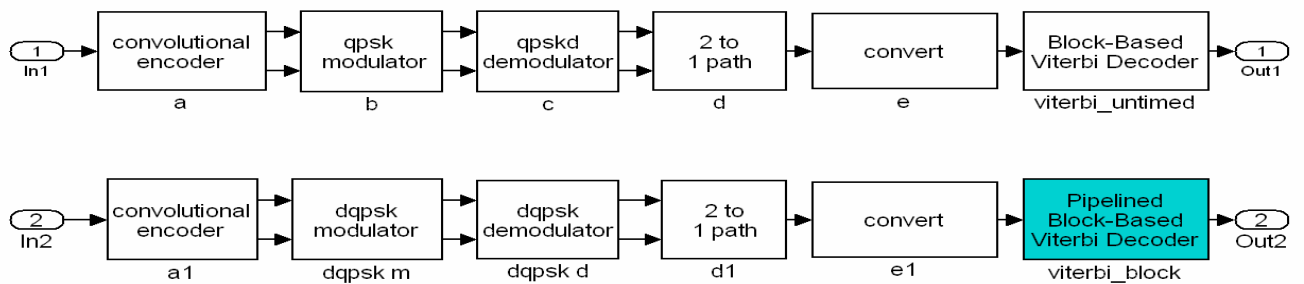 1
In1
convolutional
encoder
a
qpsk
modulator
b
qpskd
demodulator
c
2 to
1 path
d
convert
e
Block-Based
Viterbi Decoder
viterbi_untimed
1
Out1
2
In2
convolutional
encoder
a1
dqpsk
modulator
dqpsk m
dqpsk
demodulator
dqpsk d
2 to
1 path
d1
convert
e1
Pipelined
Block-Based
Viterbi Decoder
viterbi_block
2
Out2